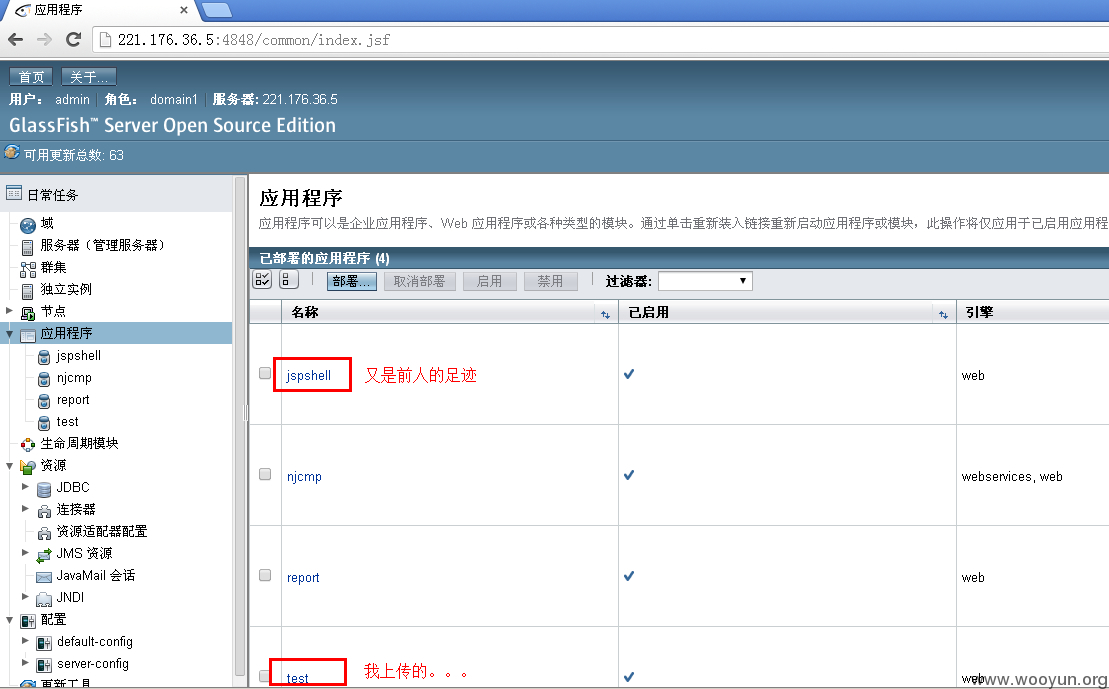 应用程序
221.176.36.5:4848/common/index.jsf
首页 关于...
用户： admin 角色： domain1 服务器: 221.176.36.5
GlassFish™ Server Open Source Edition
可用更新总数: 63
日常任务
域
服务器（管理服务器）
群集
独立实例
节点
应用程序
jspshell
njcmp
report
test
生命周期模块
资源
JDBC
连接器
资源适配器配置
JMS 资源
JavaMail 会话
JNDI
配置
default-config
server-config
更新工具
应用程序
应用程序可以是企业应用程序、Web 应用程序或各种类型的模块。通过单击重新装入链接重新启动应用程序或模块，此操作将仅应用于已启用应用程
已部署的应用程序 (4)
部署... 取消部署 启用 禁用 过滤器:
名称 已启用 引擎
jspshell 又是前人的足迹 web
njcmp webservices, web
report web
test 我上传的。。。 web
www.wooyun.org